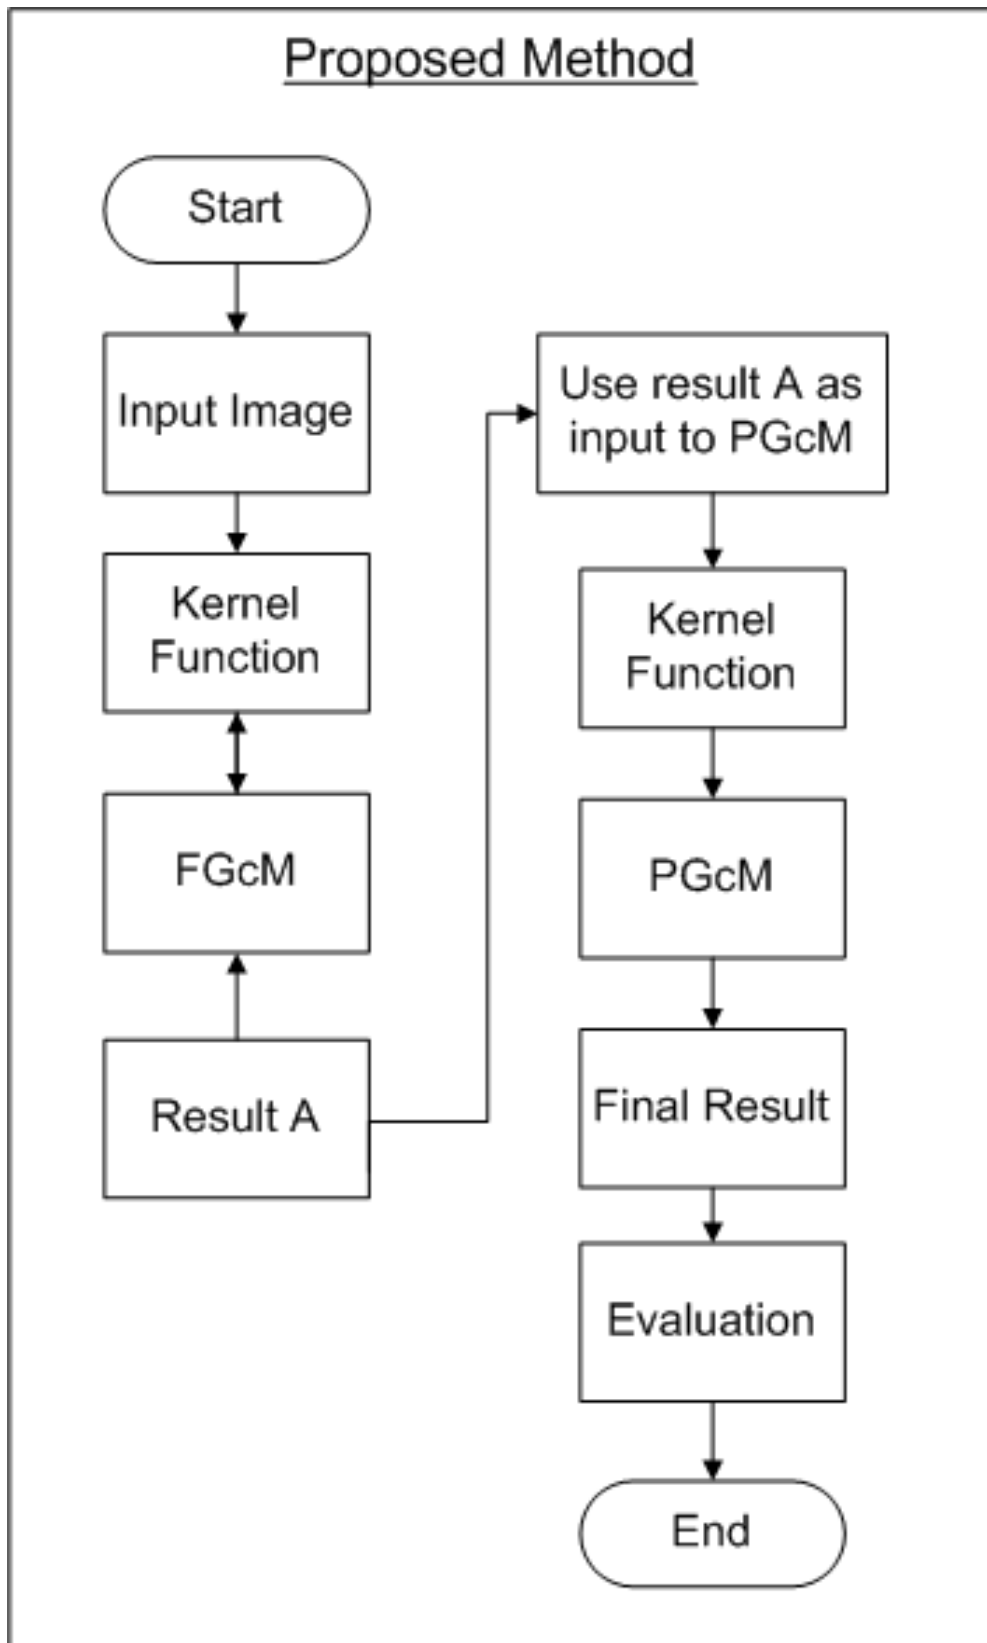 Proposed Method
Start
Input Image
Kernel
Function
FGcM
Result A
Use result A as
input to PGcM
Kernel
Function
PGcM
Final Result
Evaluation
End